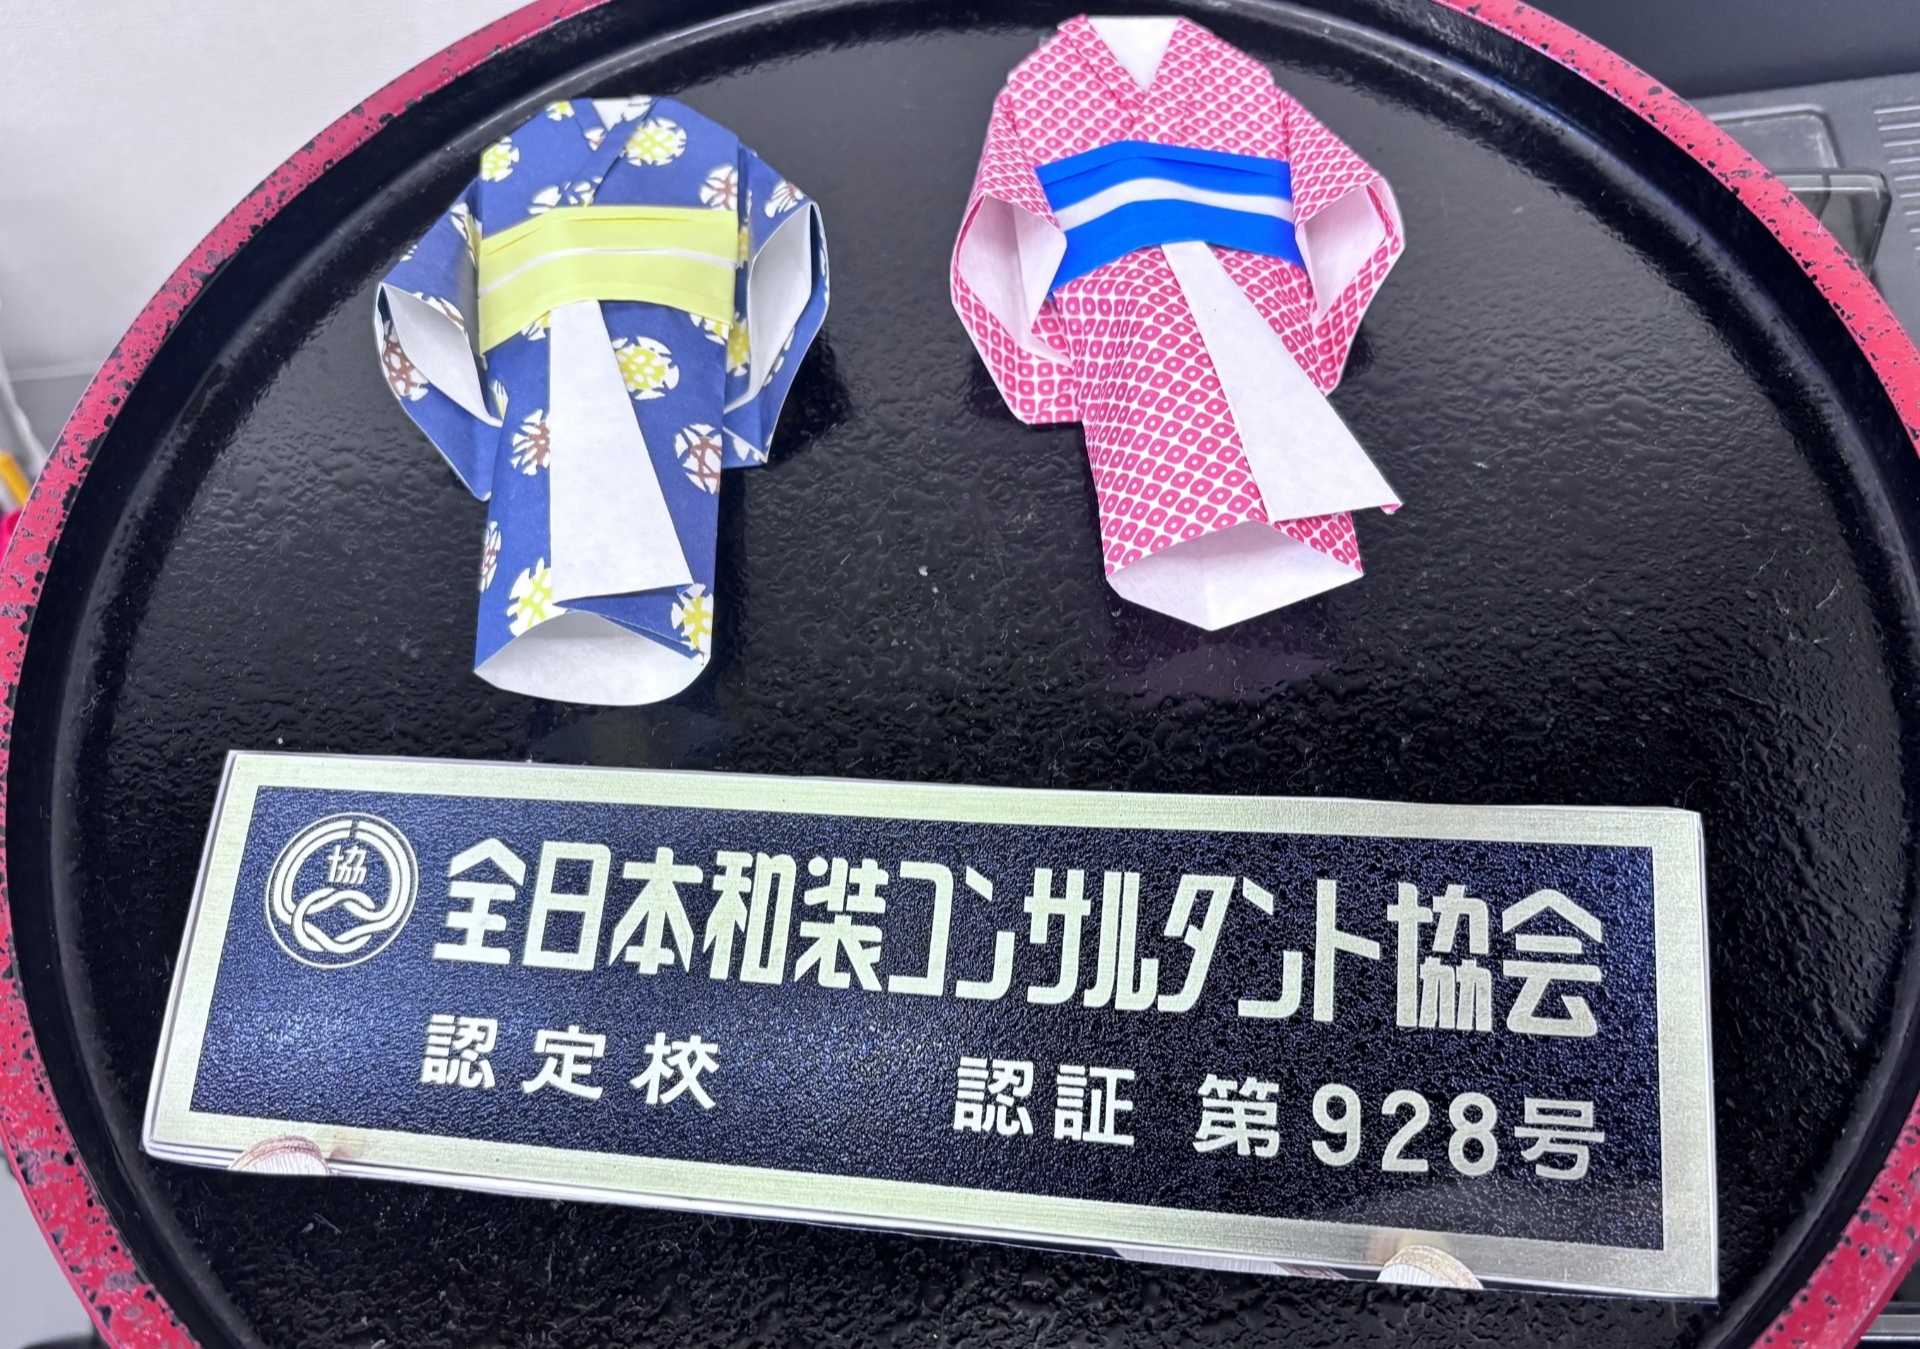 協
全日本和装コンサルタント協会
認定校 認証 第928号